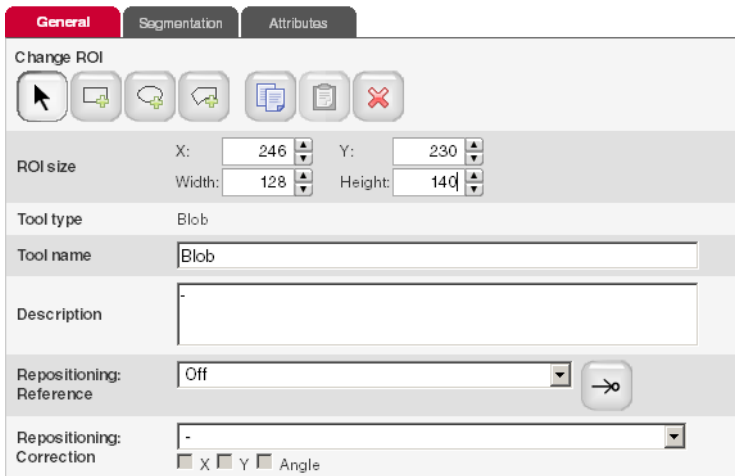 General Segmentation Attributes
Change ROI
ROI size X: 246 Y: 230
Width: 128 Height: 140
Tool type Blob
Tool name Blob
Description -
Repositioning: Reference Off
Repositioning: Correction -
X Y Angle